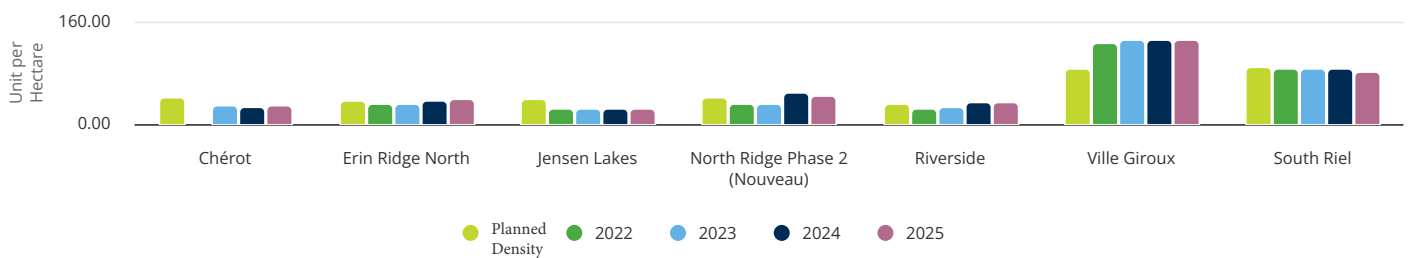 160.00
Unit per
Hectare
0.00
Chérot
Erin Ridge North
Jensen Lakes
North Ridge Phase 2
(Nouveau)
Riverside
Ville Giroux
South Riel
Planned
Density
2022
2023
2024
2025